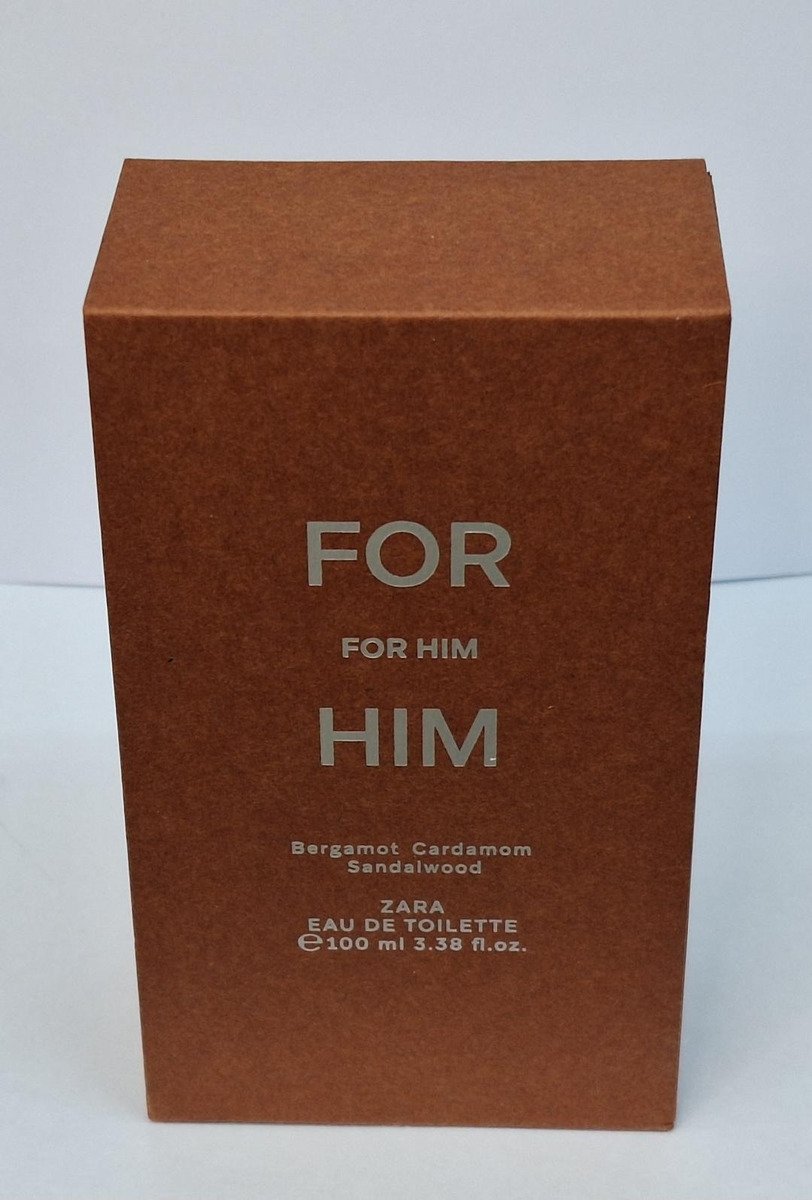 FOR
FOR HIM
HIM
Bergamot Cardamom
Sandalwood
ZARA
EAU DE TOILETTE
℮100 ml 3.38 fl.oz.